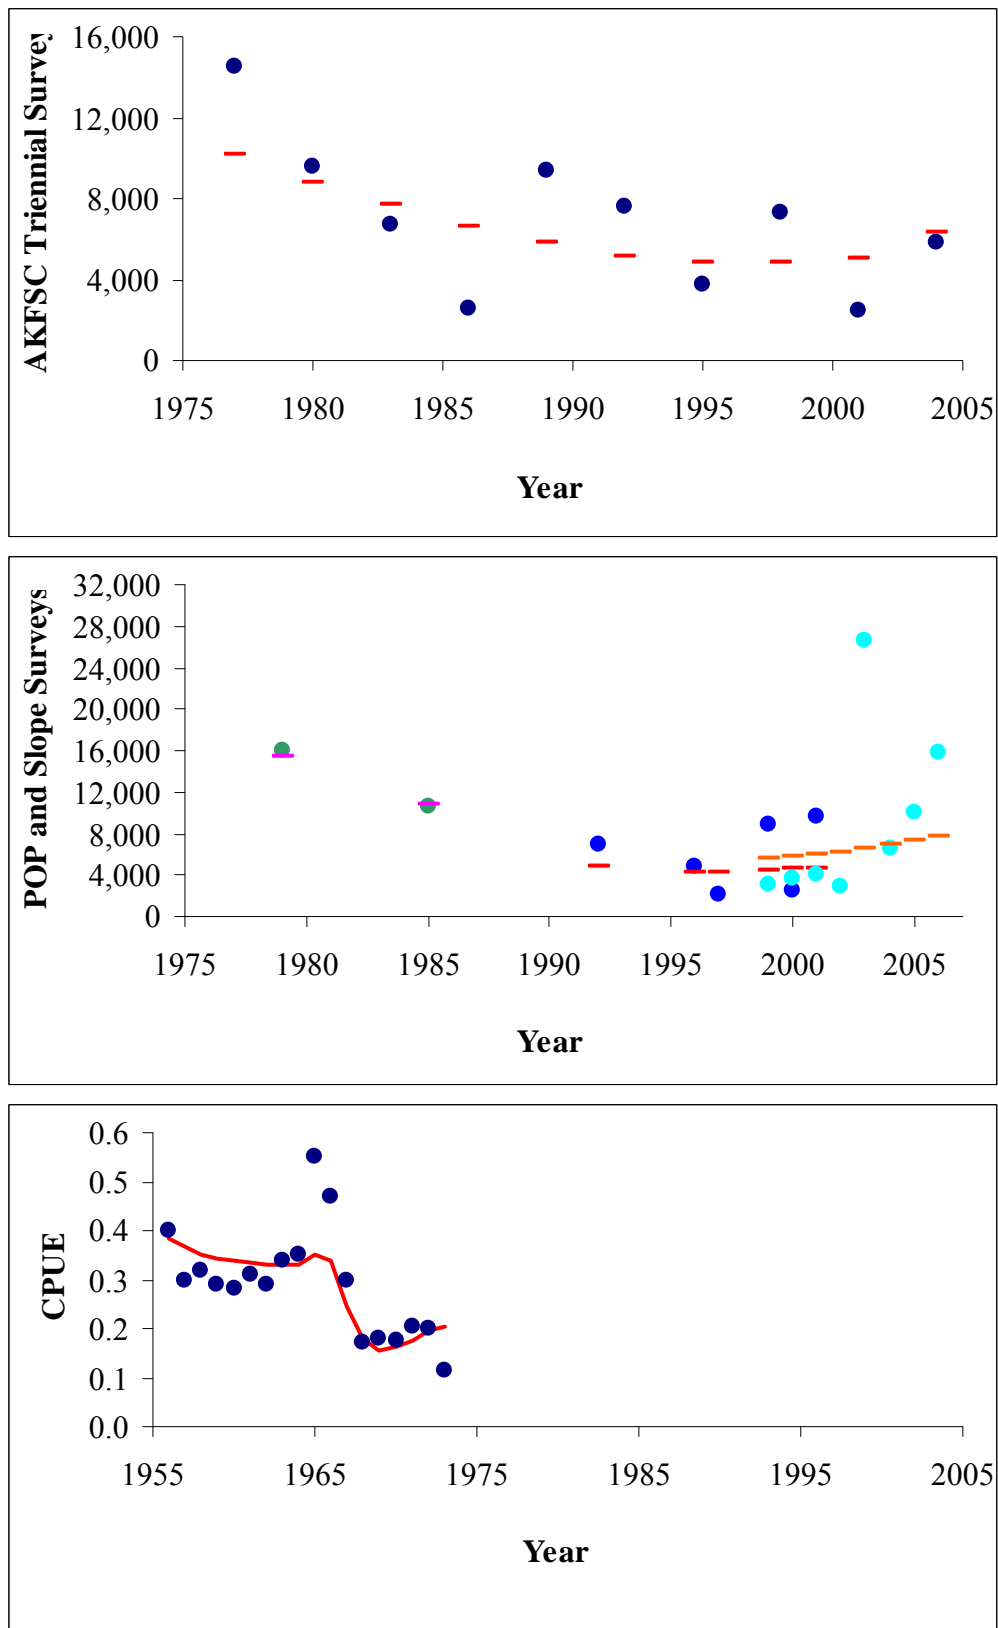 AKFSC Triennial Survey
16,000
12,000
8,000
4,000
0
1975 1980 1985 1990 1995 2000 2005
Year
POP and Slope Surveys
32,000
28,000
24,000
20,000
16,000
12,000
8,000
4,000
0
1975 1980 1985 1990 1995 2000 2005
Year
CPUE
0.6
0.5
0.4
0.3
0.2
0.1
0.0
1955 1965 1975 1985 1995 2005
Year